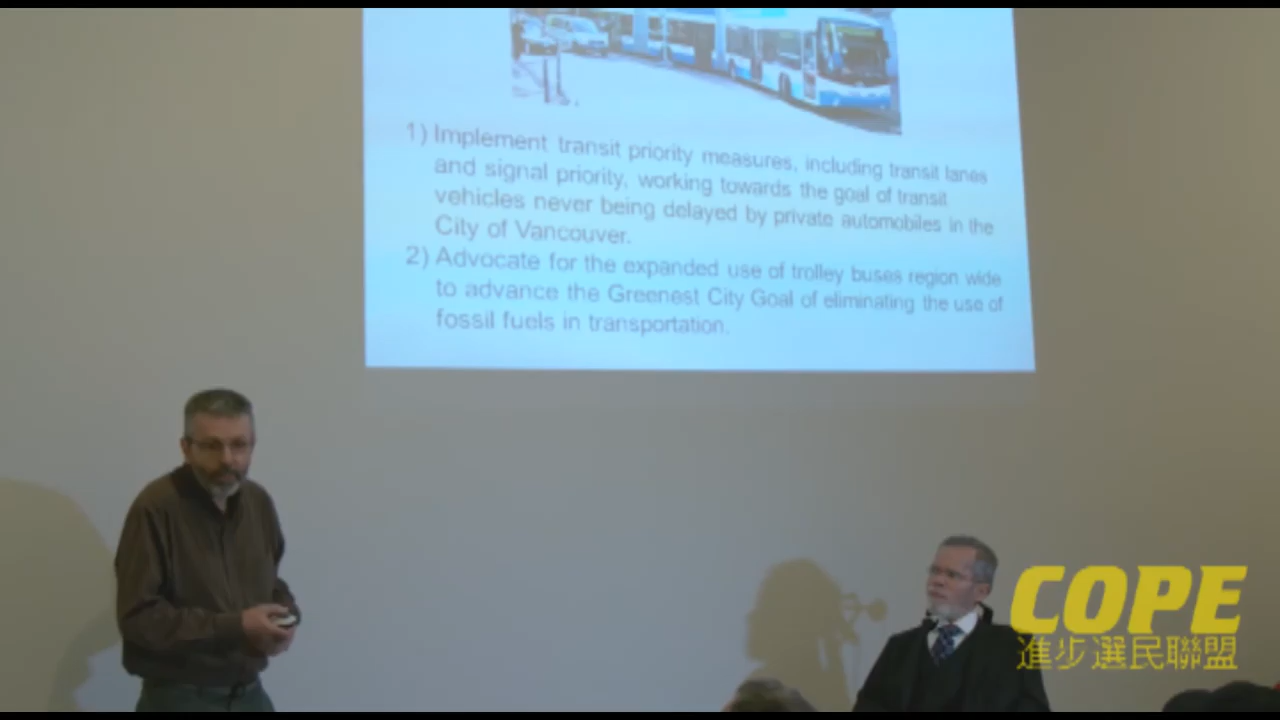 1) Implement transit priority measures, including transit lanes
and signal priority, working towards the goal of transit
vehicles never being delayed by private automobiles in the
City of Vancouver.
2) Advocate for the expanded use of trolley buses region wide
to advance the Greenest City Goal of eliminating the use of
fossil fuels in transportation.
COPE
進步選民聯盟